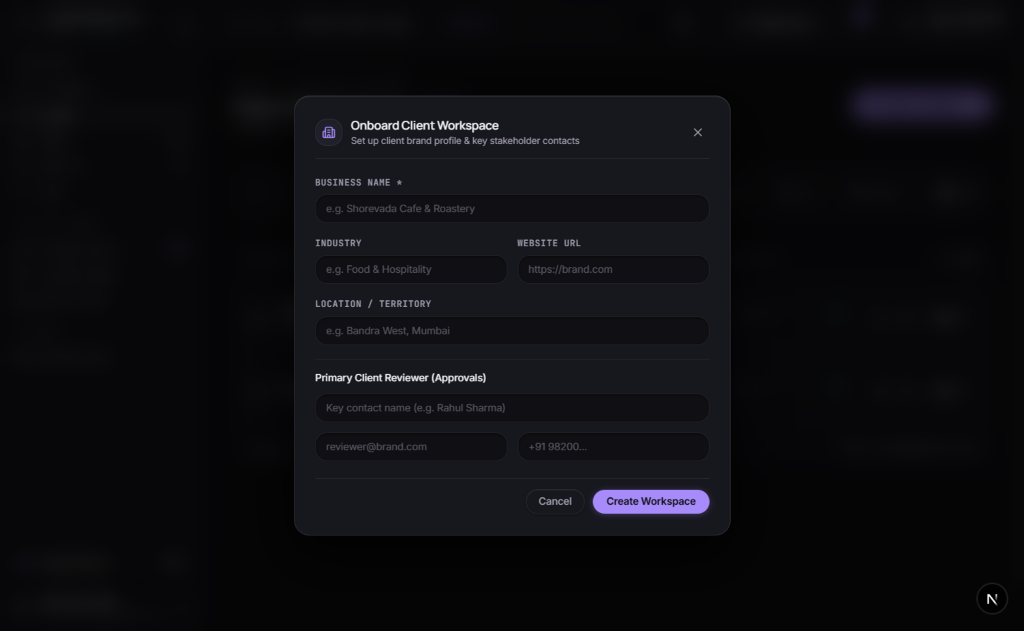 Onboard Client Workspace
Set up client brand profile & key stakeholder contacts
BUSINESS NAME *
e.g. Shorevada Cafe & Roastery
INDUSTRY
WEBSITE URL
e.g. Food & Hospitality
https://brand.com
LOCATION / TERRITORY
e.g. Bandra West, Mumbai
Primary Client Reviewer (Approvals)
Key contact name (e.g. Rahul Sharma)
reviewer@brand.com
+91 98200...
Cancel
Create Workspace
N